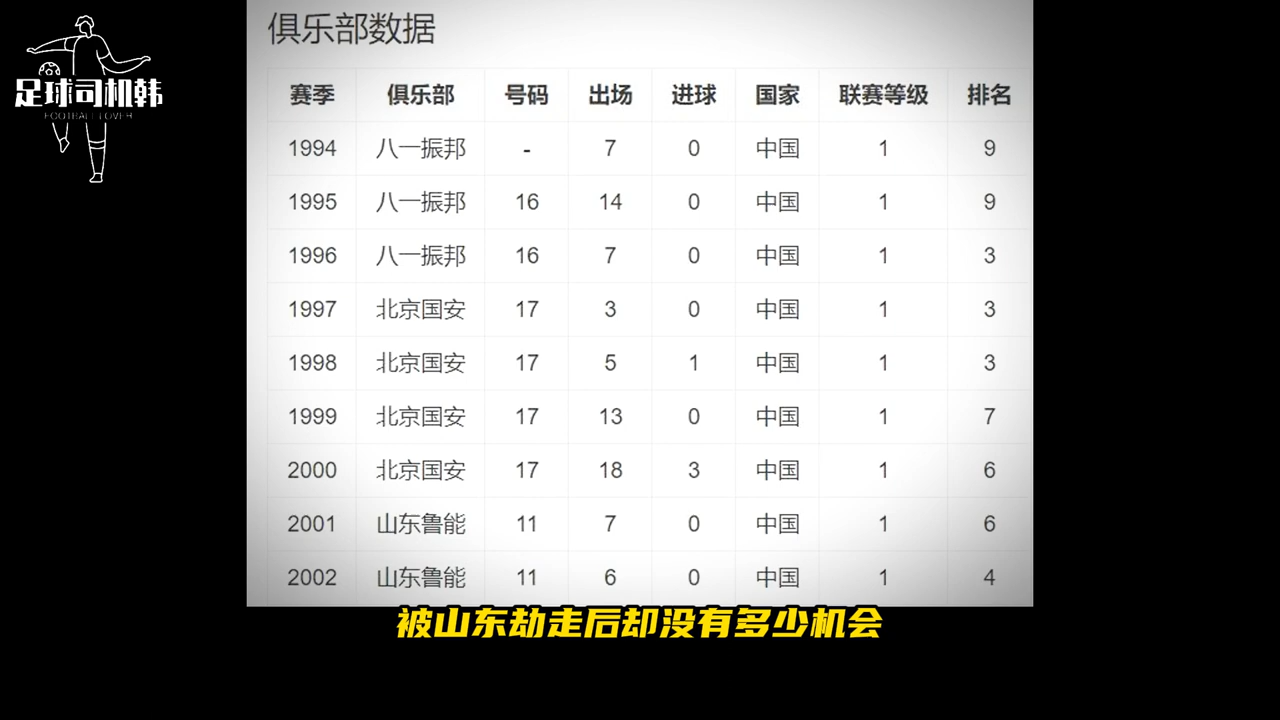 足球司机韩
FOOTBALL LOVER
俱乐部数据
赛季 俱乐部 号码 出场 进球 国家 联赛等级 排名
1994 八一振邦 - 7 0 中国 1 9
1995 八一振邦 16 14 0 中国 1 9
1996 八一振邦 16 7 0 中国 1 3
1997 北京国安 17 3 0 中国 1 3
1998 北京国安 17 5 1 中国 1 3
1999 北京国安 17 13 0 中国 1 7
2000 北京国安 17 18 3 中国 1 6
2001 山东鲁能 11 7 0 中国 1 6
2002 山东鲁能 11 6 0 中国 1 4
被山东劫走后却没有多少机会